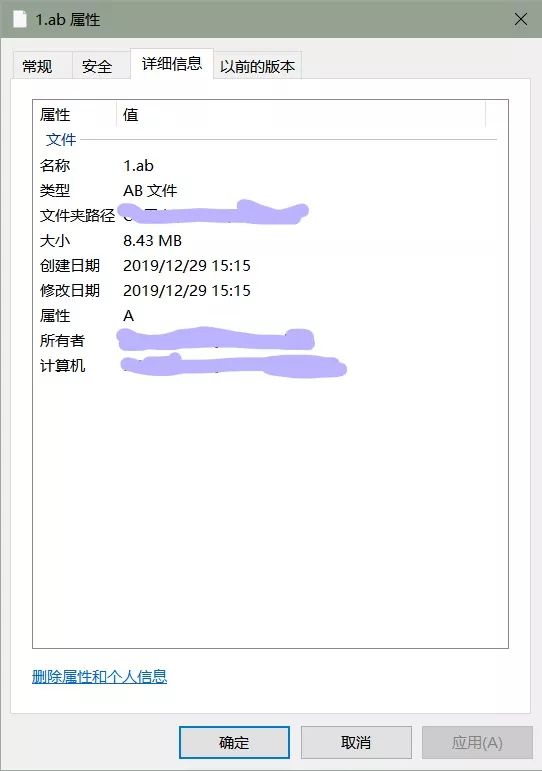 1.ab 属性
常规 安全 详细信息 以前的版本
属性 值
文件
名称 1.ab
类型 AB 文件
文件夹路径
大小 8.43 MB
创建日期 2019/12/29 15:15
修改日期 2019/12/29 15:15
属性 A
所有者
计算机
删除属性和个人信息
确定 取消 应用(A)